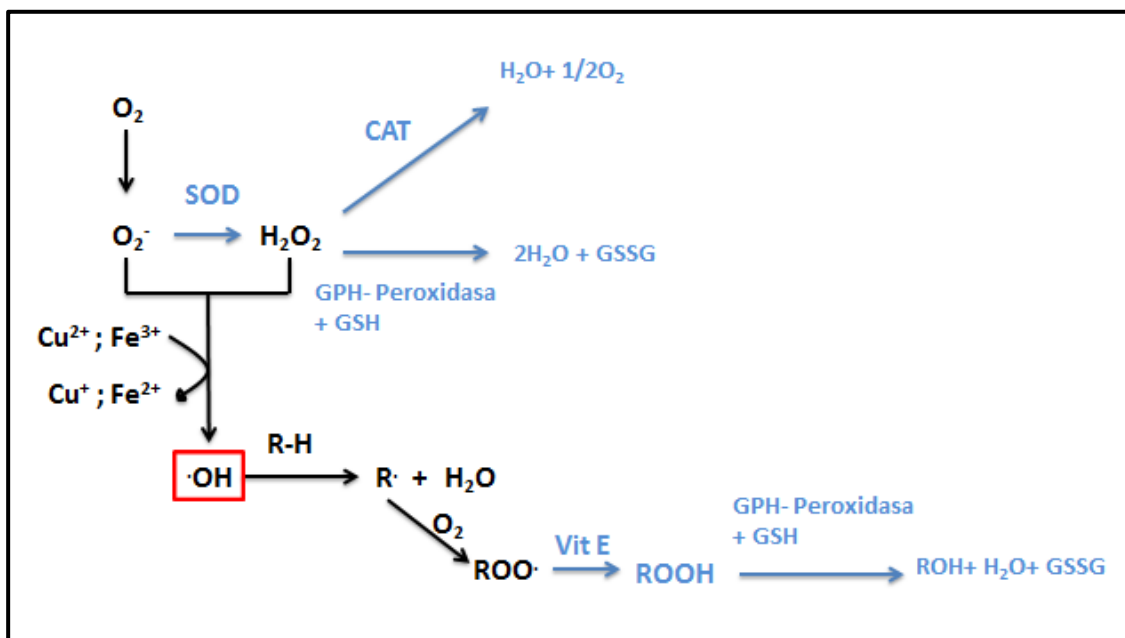 H₂O+ 1/2O₂
O₂
CAT
SOD
O₂⁻
H₂O₂
2H₂O + GSSG
GPH- Peroxidasa
+ GSH
Cu²⁺ ; Fe³⁺
Cu⁺ ; Fe²⁺
R-H
·OH
R· + H₂O
O₂
GPH- Peroxidasa
+ GSH
Vit E
ROO·
ROOH
ROH+ H₂O+ GSSG